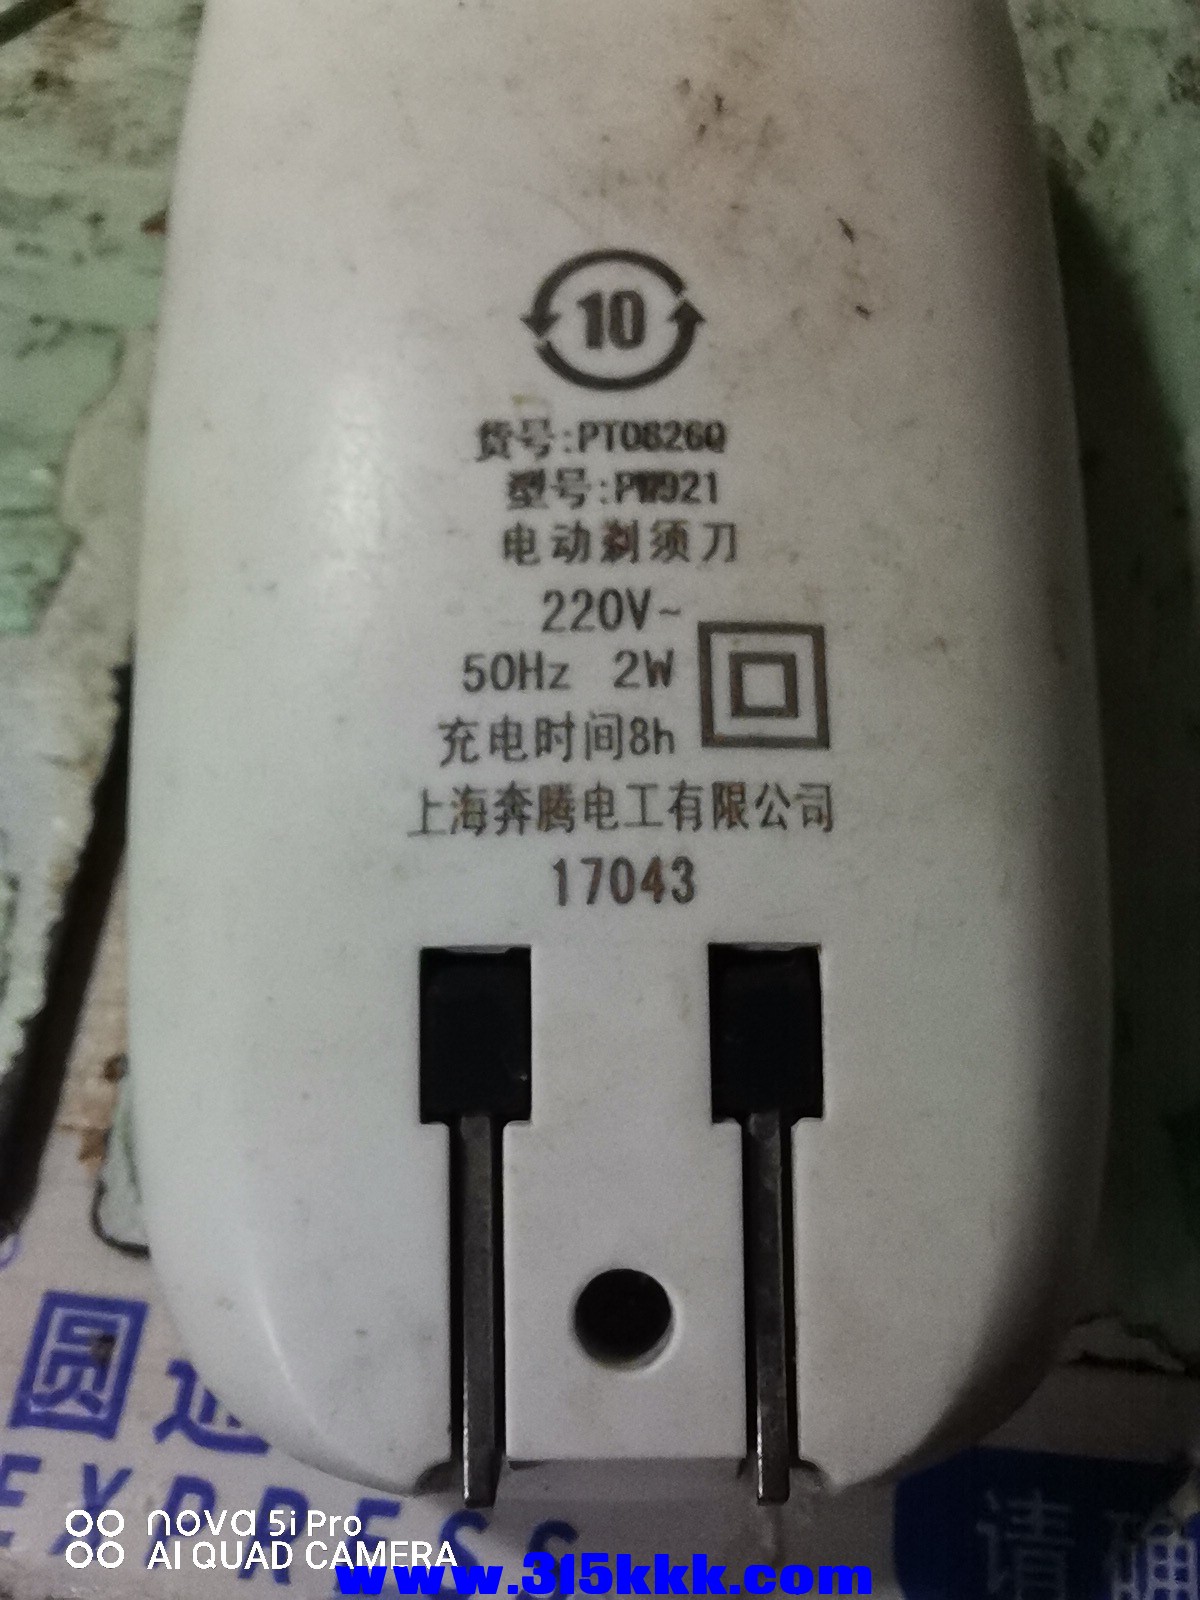 10
货号:PT0826Q
型号:PW921
电动剃须刀
220V~
50Hz 2W
充电时间8h
上海奔腾电工有限公司
17043
圆通
EXPRESS
请
nova 5i Pro
AI QUAD CAMERA
www.315kkk.com